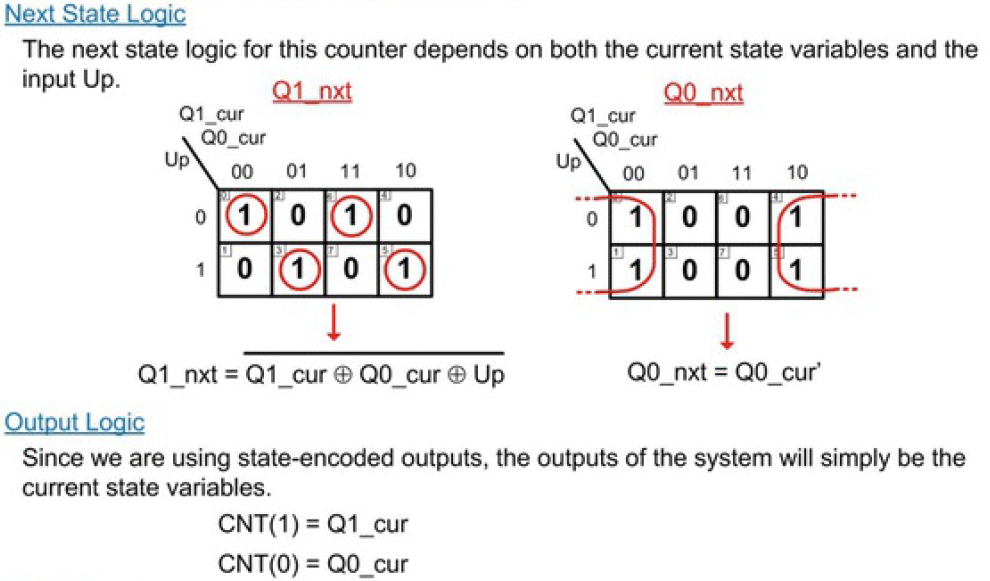 Next State Logic
The next state logic for this counter depends on both the current state variables and the
input Up.
Q1_nxt
Q1_cur
Q0_cur
Up
00 01 11 10
0 1 0 1 0
1 0 1 0 1
Q1_nxt = Q1_cur ⊕ Q0_cur ⊕ Up
Q0_nxt
Q1_cur
Q0_cur
Up
00 01 11 10
0 1 0 0 1
1 1 0 0 1
Q0_nxt = Q0_cur'
Output Logic
Since we are using state-encoded outputs, the outputs of the system will simply be the
current state variables.
CNT(1) = Q1_cur
CNT(0) = Q0_cur